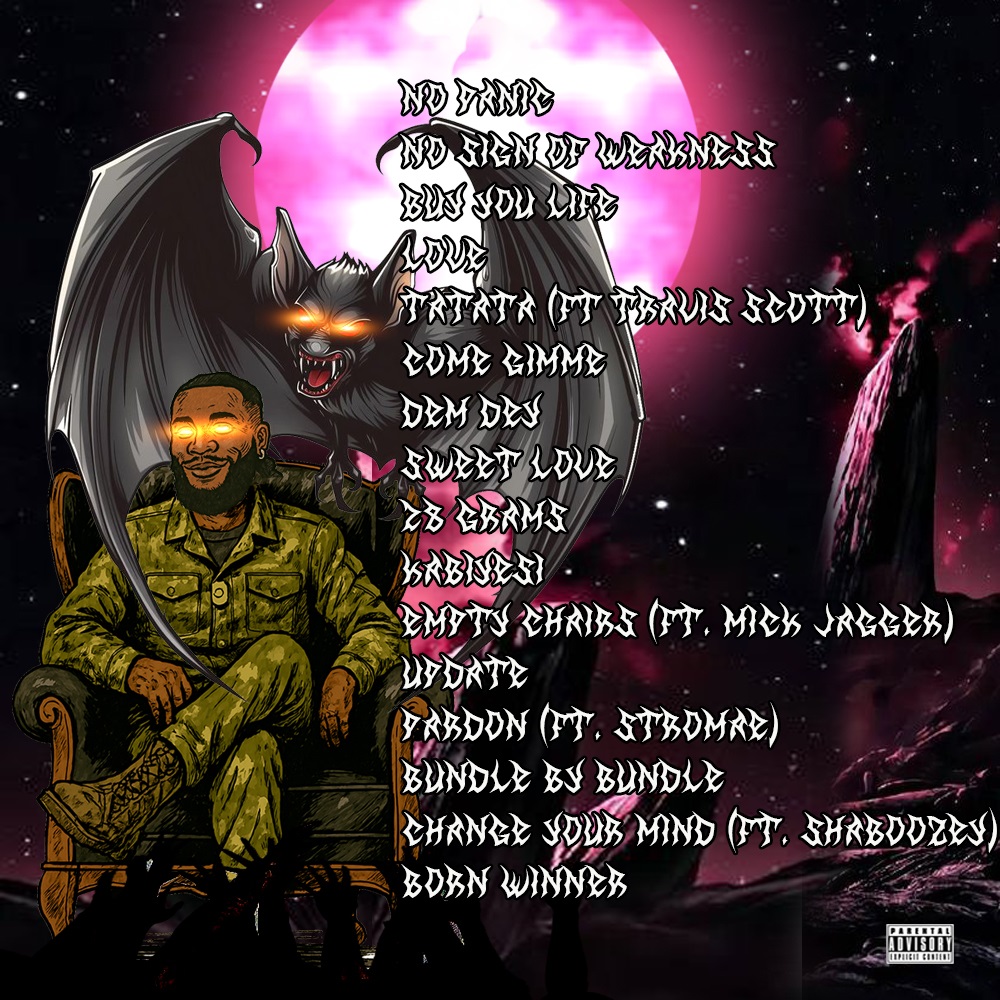 NO PANIC
NO SIGN OF WEAKNESS
BUY YOU LIFE
LOVE
TATATA (FT TRAVIS SCOTT)
COME GIMME
DEM DEY
SWEET LOVE
28 GRAMS
KABIYESI
EMPTY CHAIRS (FT. MICK JAGGER)
UPDATE
PARDON (FT. STROMAE)
BUNDLE BY BUNDLE
CHANGE YOUR MIND (FT. SHABOOZEY)
BORN WINNER
PARENTAL
ADVISORY
EXPLICIT CONTENT